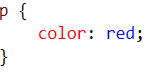 p {
    color: red;
}